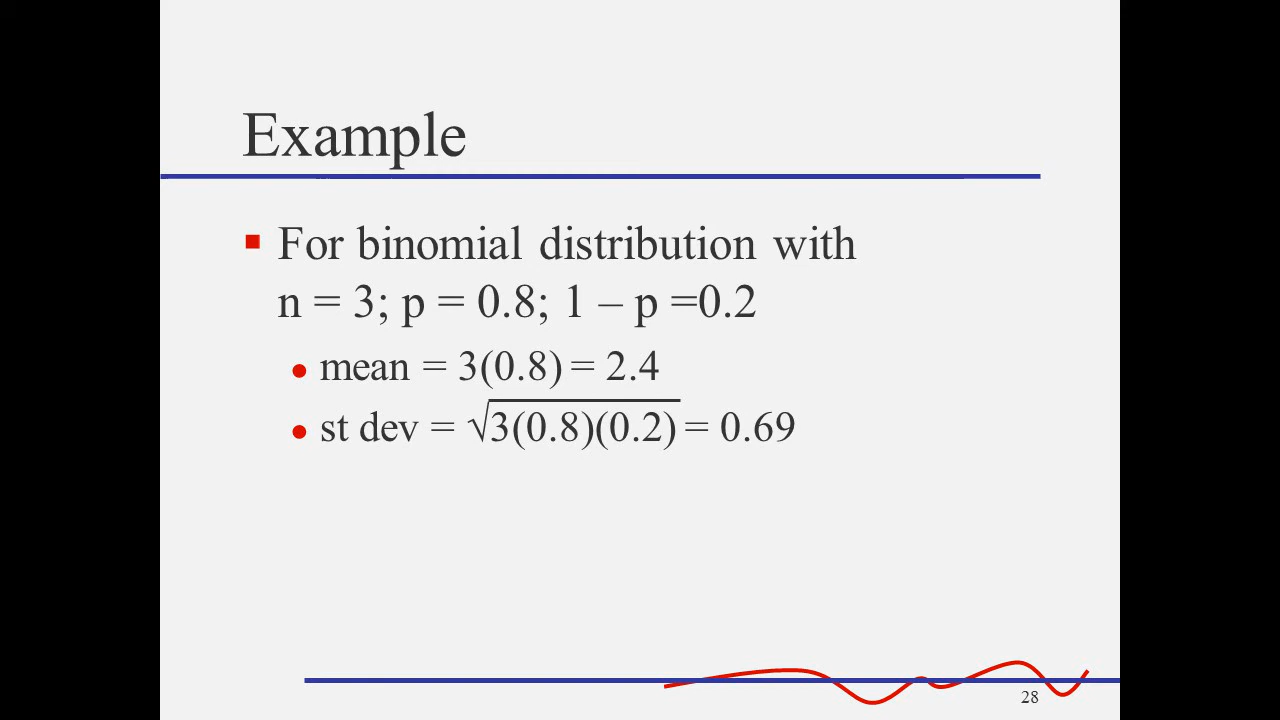 Example
For binomial distribution with
n = 3; p = 0.8; 1 – p =0.2
mean = 3(0.8) = 2.4
st dev = √3(0.8)(0.2) = 0.69
28